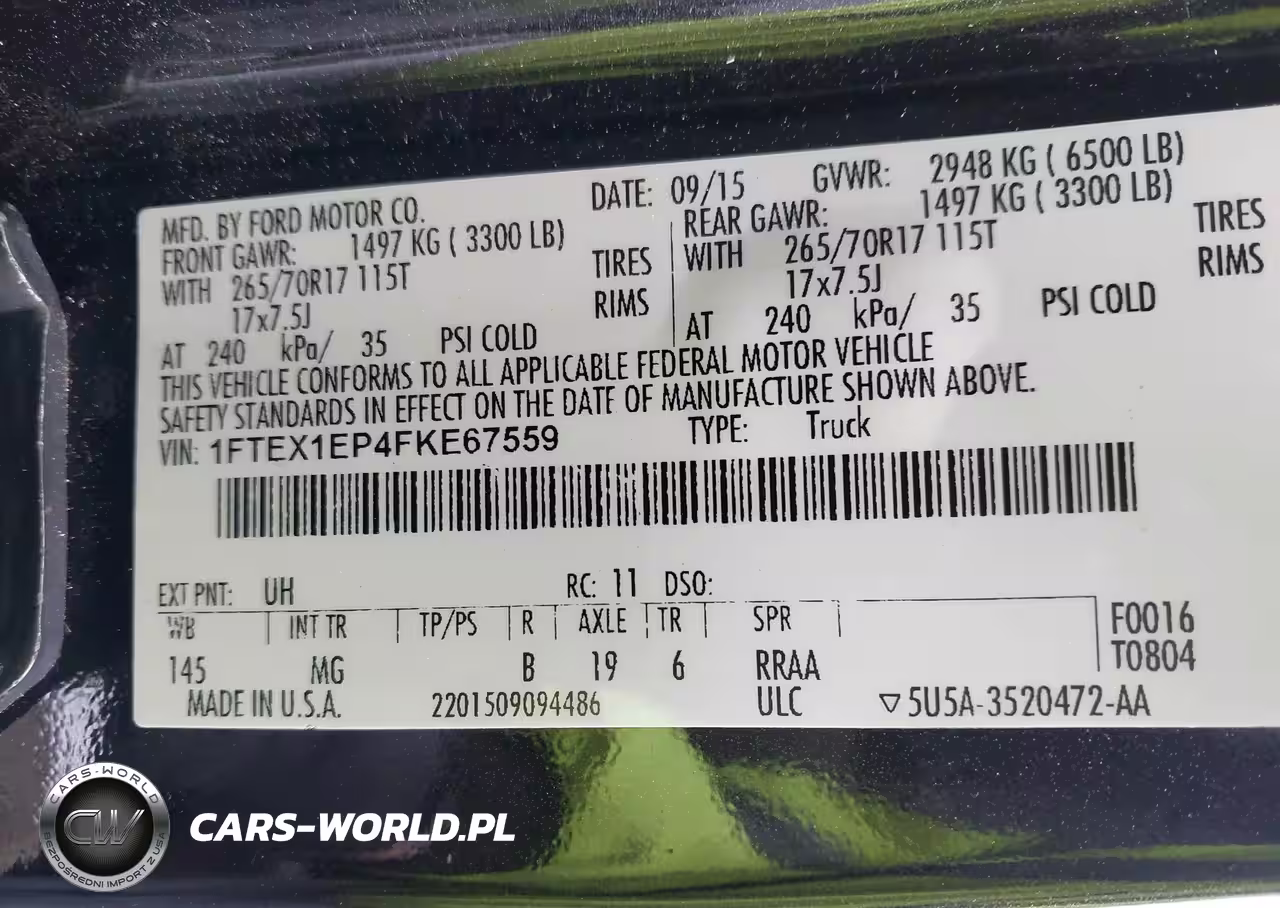 DATE: 09/15 GVWR: 2948 KG ( 6500 LB)
MFD. BY FORD MOTOR CO.
FRONT GAWR: 1497 KG ( 3300 LB)
WITH 265/70R17 115T TIRES
17x7.5J RIMS
AT 240 kPa/ 35 PSI COLD
REAR GAWR: 1497 KG ( 3300 LB)
WITH 265/70R17 115T TIRES
17x7.5J RIMS
AT 240 kPa/ 35 PSI COLD
THIS VEHICLE CONFORMS TO ALL APPLICABLE FEDERAL MOTOR VEHICLE
SAFETY STANDARDS IN EFFECT ON THE DATE OF MANUFACTURE SHOWN ABOVE.
VIN: 1FTEX1EP4FKE67559 TYPE: Truck
EXT PNT: UH RC: 11 DSO:
WB INT TR TP/PS R AXLE TR SPR F0016
145 MG B 19 6 RRAA T0804
MADE IN U.S.A. 2201509094486 ULC ▽5U5A-3520472-AA
CARS-WORLD
CW
BEZPOŚREDNI IMPORT Z USA
CARS-WORLD.PL